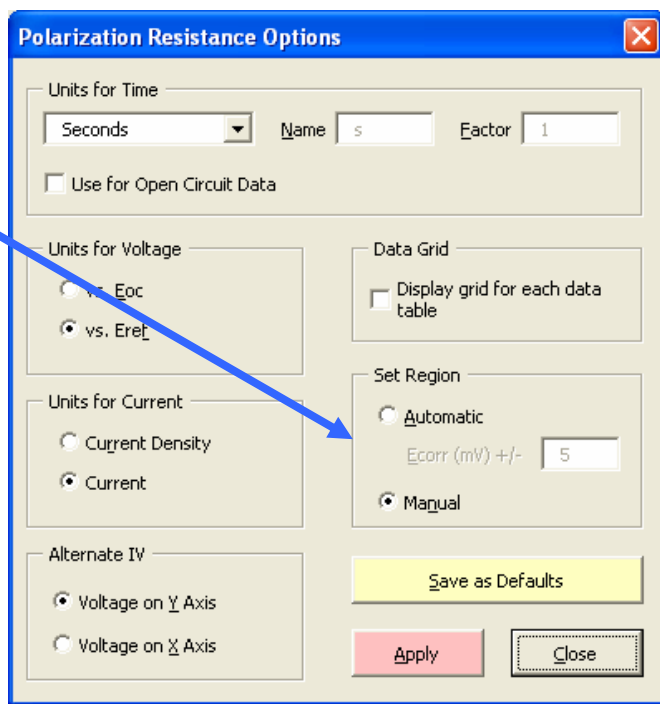 Polarization Resistance Options
Units for Time
Seconds Name s Factor 1
Use for Open Circuit Data
Units for Voltage
vs. Eoc
vs. Eref
Data Grid
Display grid for each data
table
Units for Current
Current Density
Current
Set Region
Automatic
Ecorr (mV) +/- 5
Manual
Alternate IV
Voltage on Y Axis
Voltage on X Axis
Save as Defaults
Apply Close